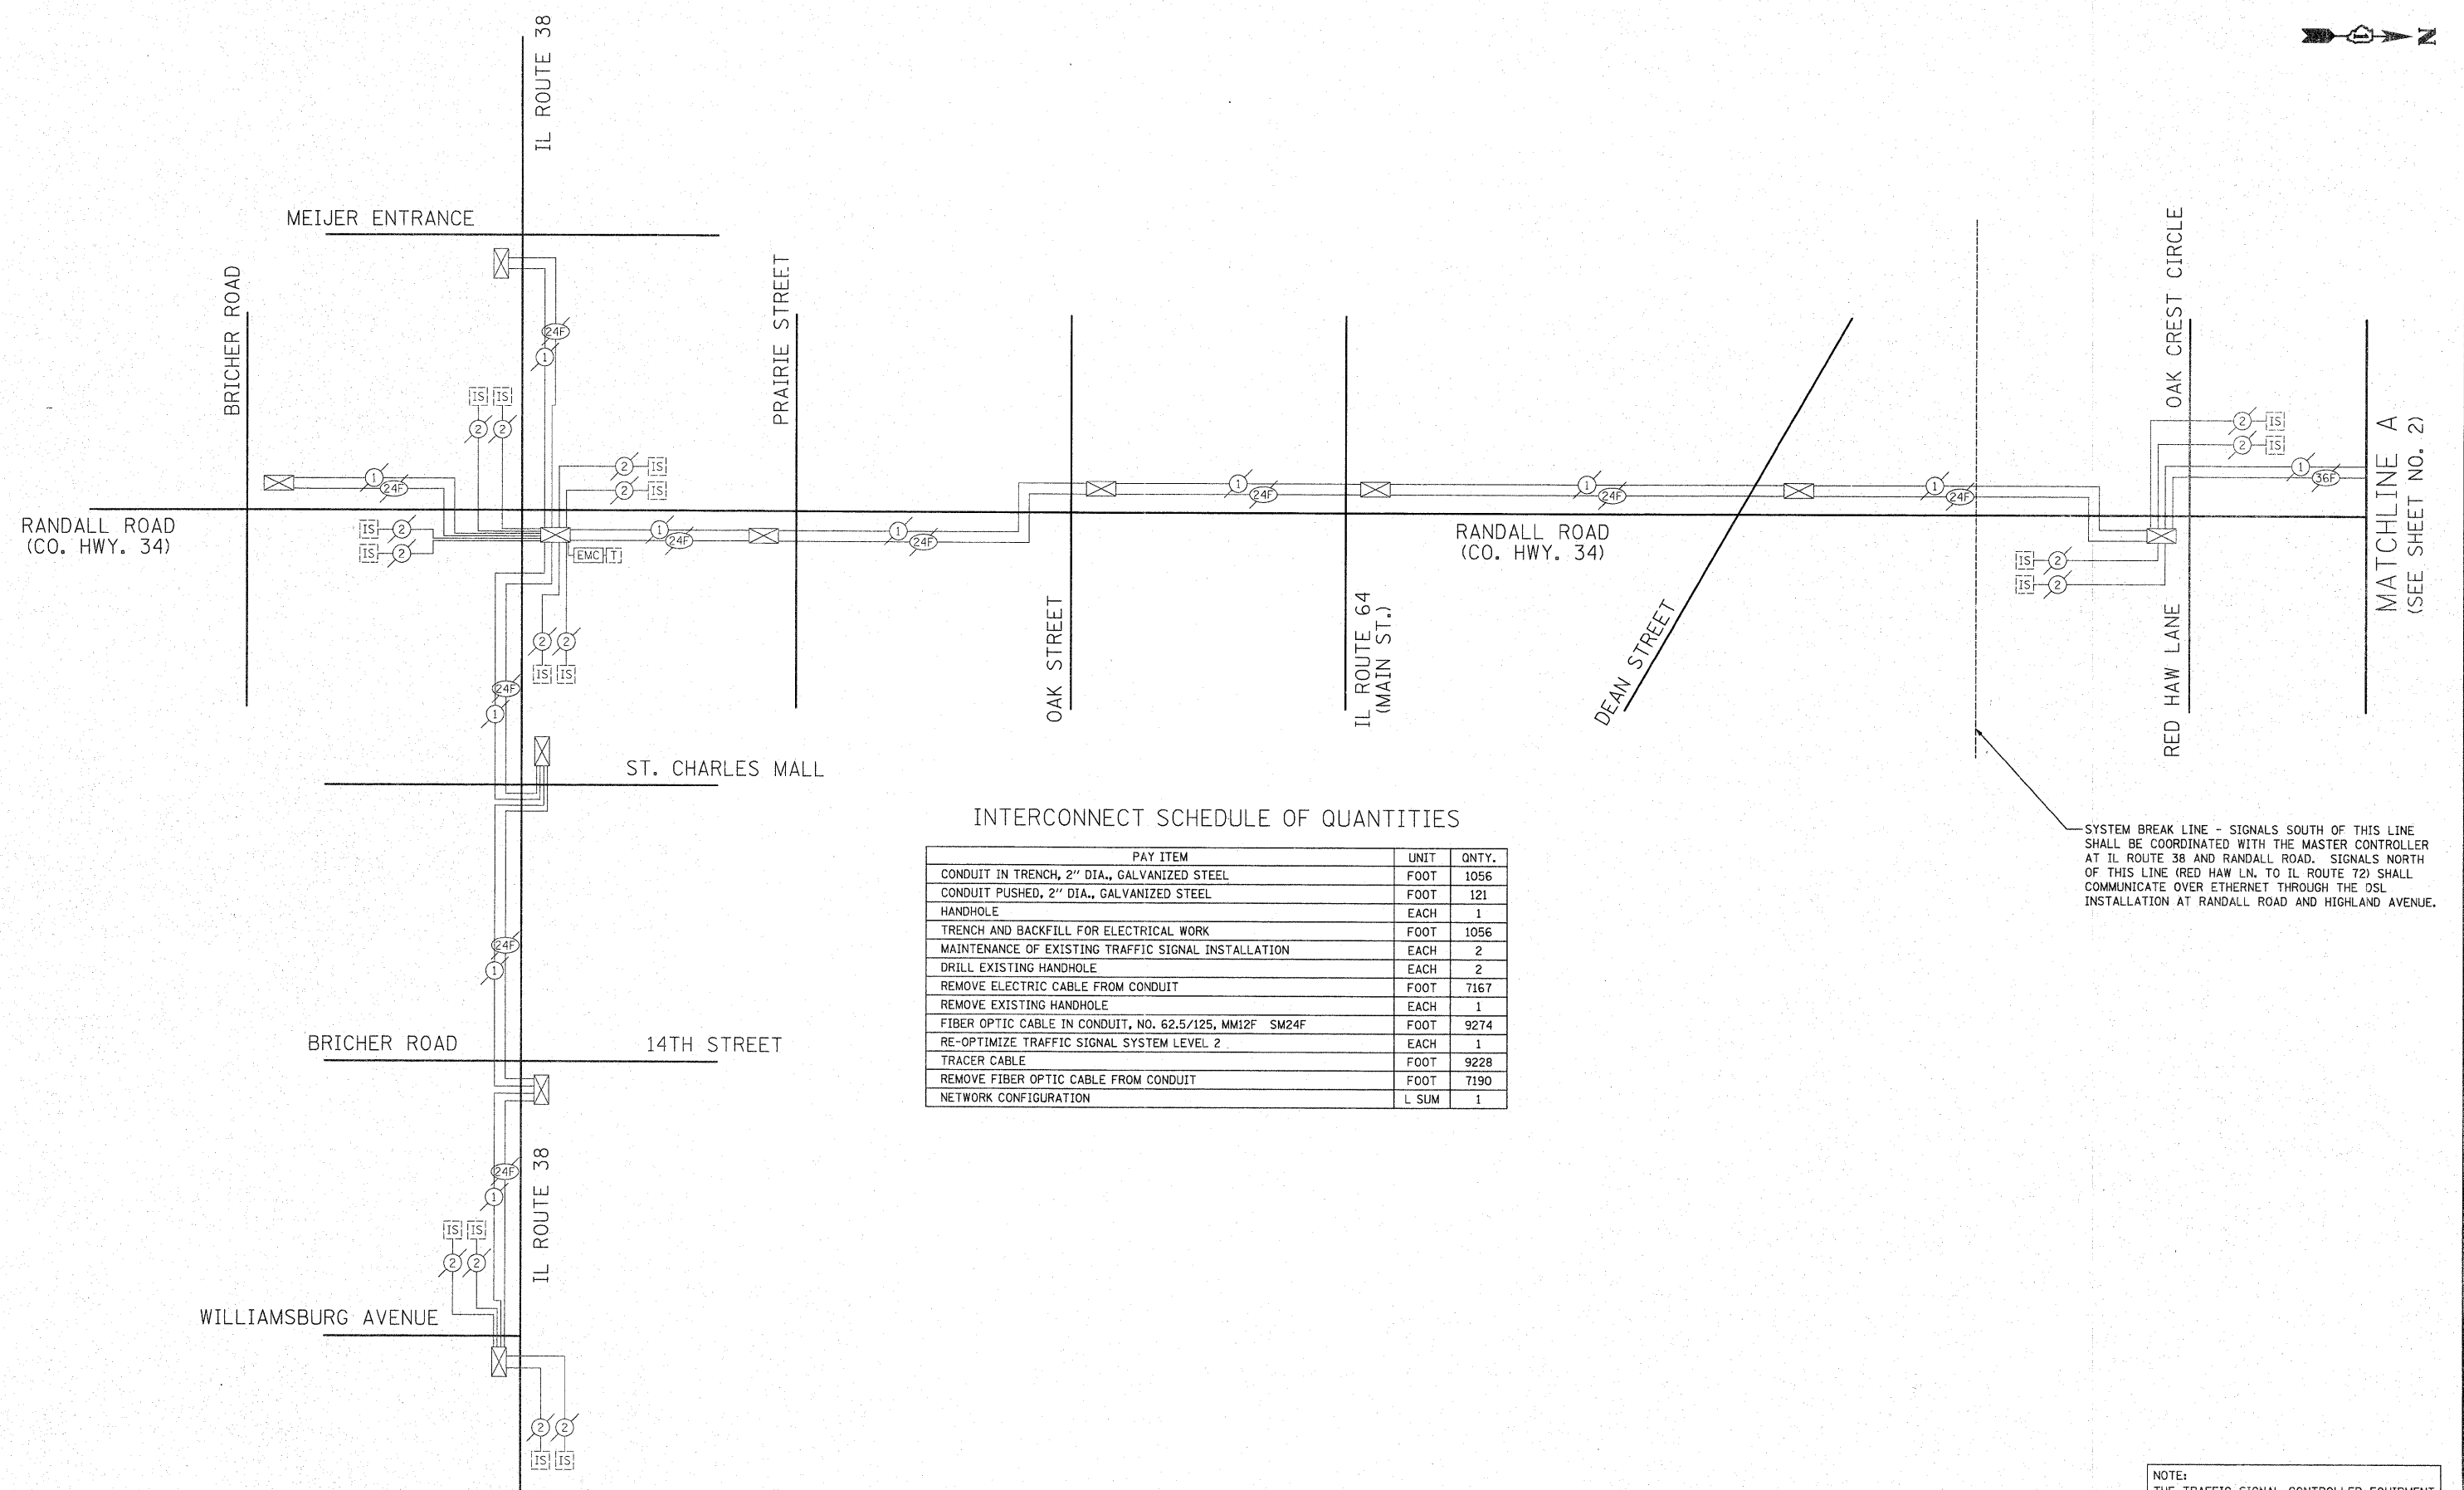 N
IL ROUTE 38
MEIJER ENTRANCE
BRICHER ROAD
PRAIRIE STREET
OAK CREST CIRCLE
24F
1
IS IS
2 2
2 IS
2 IS
1
24F
IS 2
IS 2
EMC T
1
24F
1
24F
1
24F
1
24F
1
24F
2 IS
2 IS
1
36F
IS 2
IS 2
RANDALL ROAD
(CO. HWY. 34)
RANDALL ROAD
(CO. HWY. 34)
MATCHLINE A
(SEE SHEET NO. 2)
2 2
IS IS
OAK STREET
IL ROUTE 64
(MAIN ST.)
DEAN STREET
RED HAW LANE
24F
1
ST. CHARLES MALL
24F
1
BRICHER ROAD
14TH STREET
24F
1
IL ROUTE 38
IS IS
2 2
WILLIAMSBURG AVENUE
2 2
IS IS
INTERCONNECT SCHEDULE OF QUANTITIES
PAY ITEM UNIT QNTY.
CONDUIT IN TRENCH, 2" DIA., GALVANIZED STEEL FOOT 1056
CONDUIT PUSHED, 2" DIA., GALVANIZED STEEL FOOT 121
HANDHOLE EACH 1
TRENCH AND BACKFILL FOR ELECTRICAL WORK FOOT 1056
MAINTENANCE OF EXISTING TRAFFIC SIGNAL INSTALLATION EACH 2
DRILL EXISTING HANDHOLE EACH 2
REMOVE ELECTRIC CABLE FROM CONDUIT FOOT 7167
REMOVE EXISTING HANDHOLE EACH 1
FIBER OPTIC CABLE IN CONDUIT, NO. 62.5/125, MM12F SM24F FOOT 9274
RE-OPTIMIZE TRAFFIC SIGNAL SYSTEM LEVEL 2 EACH 1
TRACER CABLE FOOT 9228
REMOVE FIBER OPTIC CABLE FROM CONDUIT FOOT 7190
NETWORK CONFIGURATION L SUM 1
SYSTEM BREAK LINE - SIGNALS SOUTH OF THIS LINE
SHALL BE COORDINATED WITH THE MASTER CONTROLLER
AT IL ROUTE 38 AND RANDALL ROAD. SIGNALS NORTH
OF THIS LINE (RED HAW LN. TO IL ROUTE 72) SHALL
COMMUNICATE OVER ETHERNET THROUGH THE DSL
INSTALLATION AT RANDALL ROAD AND HIGHLAND AVENUE.
NOTE:
THE TRAFFIC SIGNAL CONTROLLER EQUIPMENT